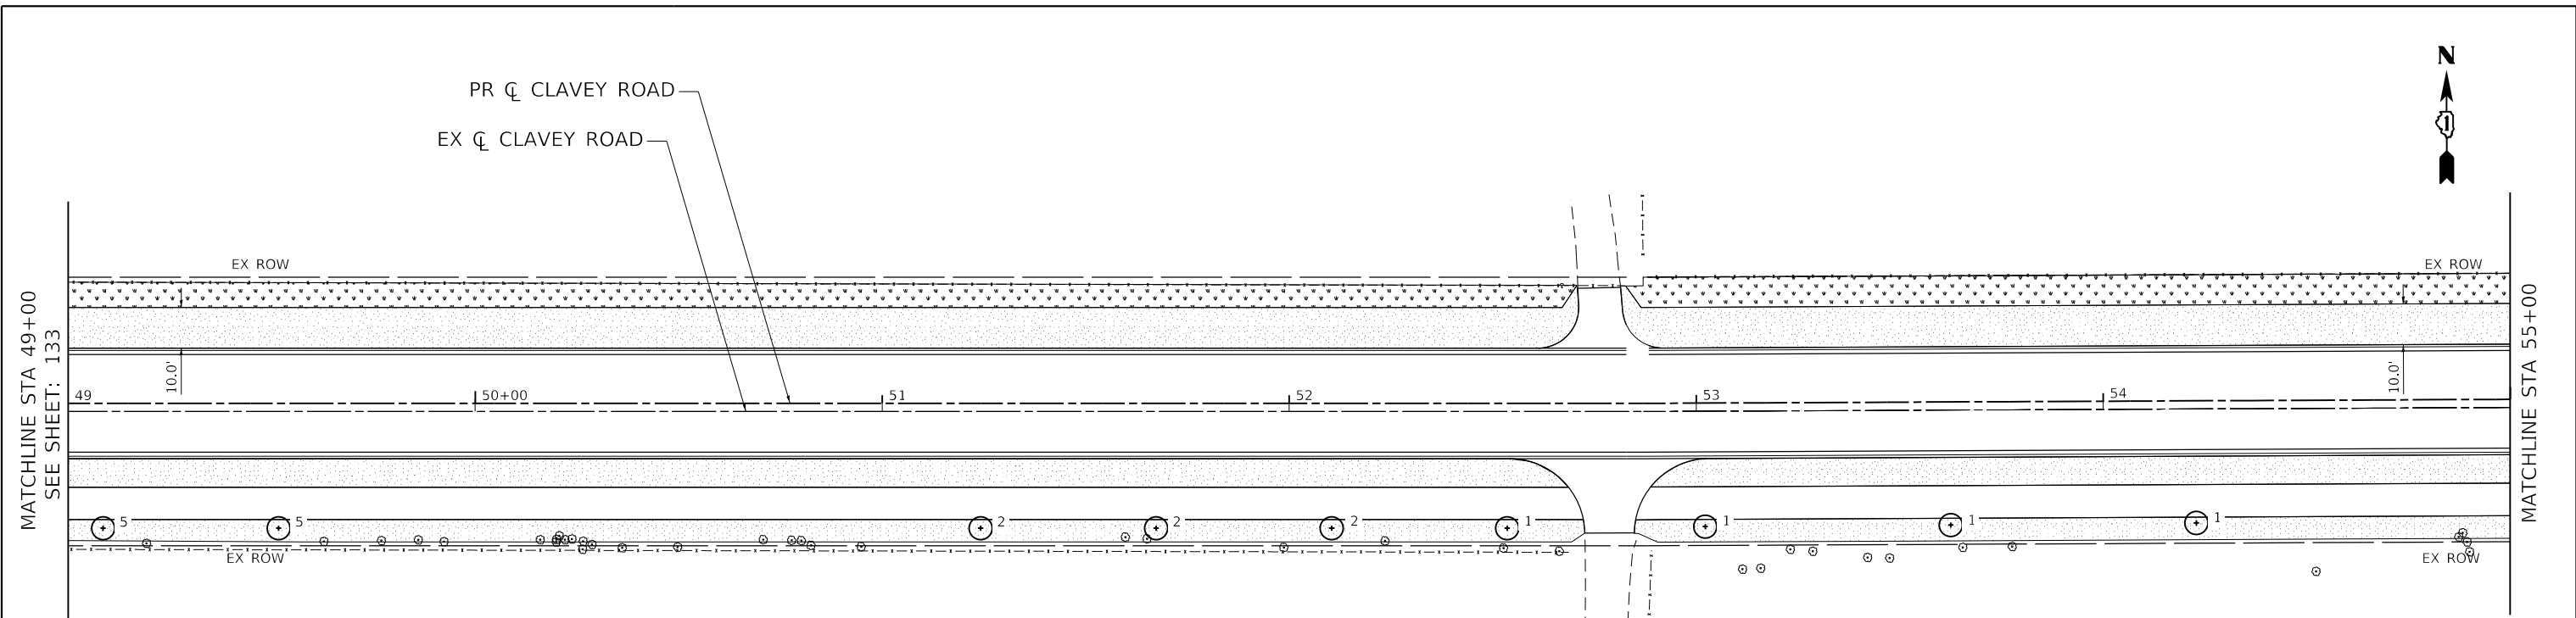 N
PR ℄ CLAVEY ROAD
EX ℄ CLAVEY ROAD
1
EX ROW
EX ROW
MATCHLINE STA 49+00
SEE SHEET: 133
MATCHLINE STA 55+00
10.0'
10.0'
49
50+00
51
52
53
54
5
5
2
2
2
1
1
1
1
EX ROW
EX ROW